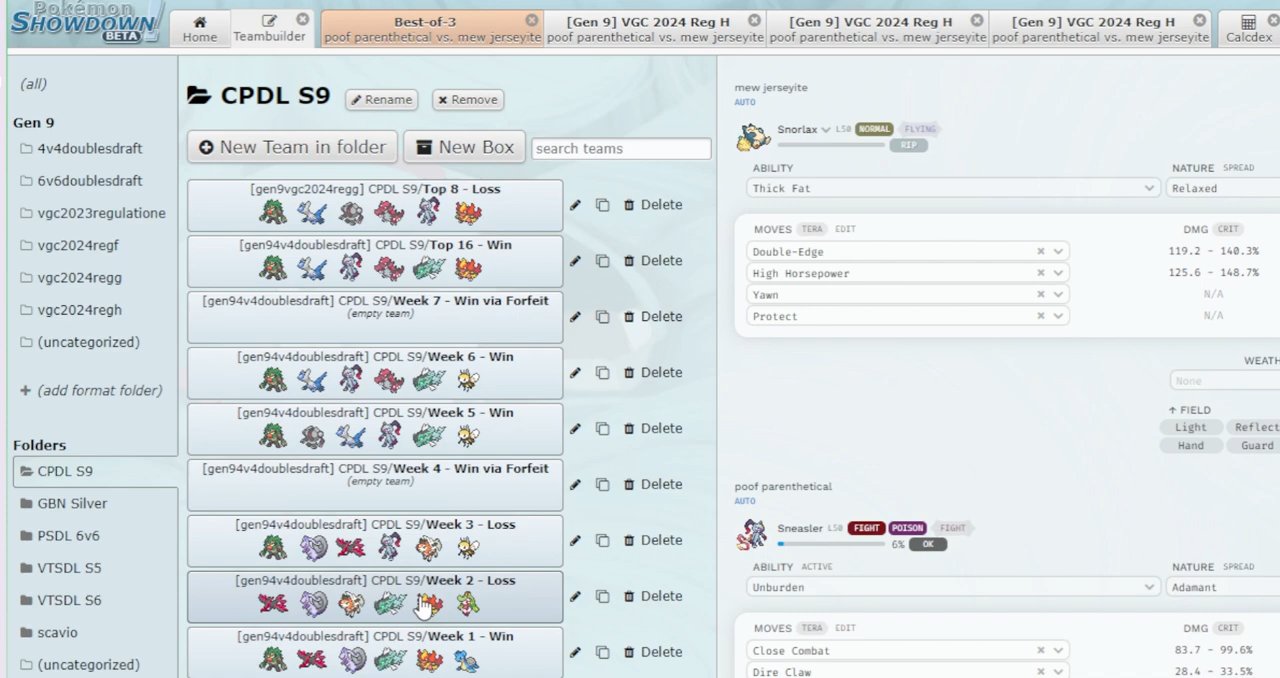 Pokémon
SHOWDOWN
BETA
Home
Teambuilder
Best-of-3
poof parenthetical vs. mew jerseyite
[Gen 9] VGC 2024 Reg H
poof parenthetical vs. mew jerseyite
[Gen 9] VGC 2024 Reg H
poof parenthetical vs. mew jerseyite
[Gen 9] VGC 2024 Reg H
poof parenthetical vs. mew jerseyite
Calcdex
(all)
Gen 9
4v4doublesdraft
6v6doublesdraft
vgc2023regulatione
vgc2024regf
vgc2024regg
vgc2024regh
(uncategorized)
(add format folder)
Folders
CPDL S9
GBN Silver
PSDL 6v6
VTSDL S5
VTSDL S6
scavio
(uncategorized)
CPDL S9
Rename
Remove
New Team in folder
New Box
search teams
[gen9vgc2024regg] CPDL S9/Top 8 - Loss
Delete
[gen94v4doublesdraft] CPDL S9/Top 16 - Win
Delete
[gen94v4doublesdraft] CPDL S9/Week 7 - Win via Forfeit
(empty team)
Delete
[gen94v4doublesdraft] CPDL S9/Week 6 - Win
Delete
[gen94v4doublesdraft] CPDL S9/Week 5 - Win
Delete
[gen94v4doublesdraft] CPDL S9/Week 4 - Win via Forfeit
(empty team)
Delete
[gen94v4doublesdraft] CPDL S9/Week 3 - Loss
Delete
[gen94v4doublesdraft] CPDL S9/Week 2 - Loss
Delete
[gen94v4doublesdraft] CPDL S9/Week 1 - Win
Delete
mew jerseyite
AUTO
Snorlax L50 NORMAL FLYING
RIP
ABILITY NATURE SPREAD
Thick Fat Relaxed
MOVES TERA EDIT DMG CRIT
Double-Edge 119.2 - 140.3%
High Horsepower 125.6 - 148.7%
Yawn N/A
Protect N/A
WEATH
None
FIELD
Light Reflect
Hand Guard
poof parenthetical
AUTO
Sneasler L50 FIGHT POISON FIGHT
6% OK
ABILITY ACTIVE NATURE SPREAD
Unburden Adamant
MOVES TERA EDIT DMG CRIT
Close Combat 83.7 - 99.6%
Dire Claw 28.4 - 33.5%